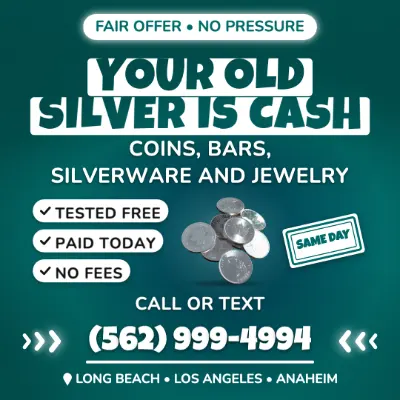 FAIR OFFER • NO PRESSURE
YOUR OLD
SILVER IS CASH
COINS, BARS,
SILVERWARE AND JEWELRY
✓ TESTED FREE
✓ PAID TODAY
✓ NO FEES
SAME DAY
CALL OR TEXT
(562) 999-4994
LONG BEACH • LOS ANGELES • ANAHEIM